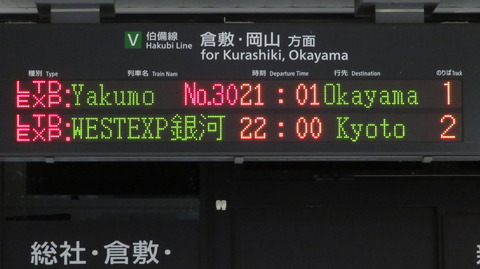 V 伯備線 倉敷・岡山 方面
Hakubi Line for Kurashiki, Okayama
種別 Type 列車名 Train Nam 時刻 Departure Time 行先 Destination のりば Track
LTD EXP: Yakumo No.30 21:01 Okayama 1
LTD EXP: WESTEXP銀河 22:00 Kyoto 2
総社・倉敷・